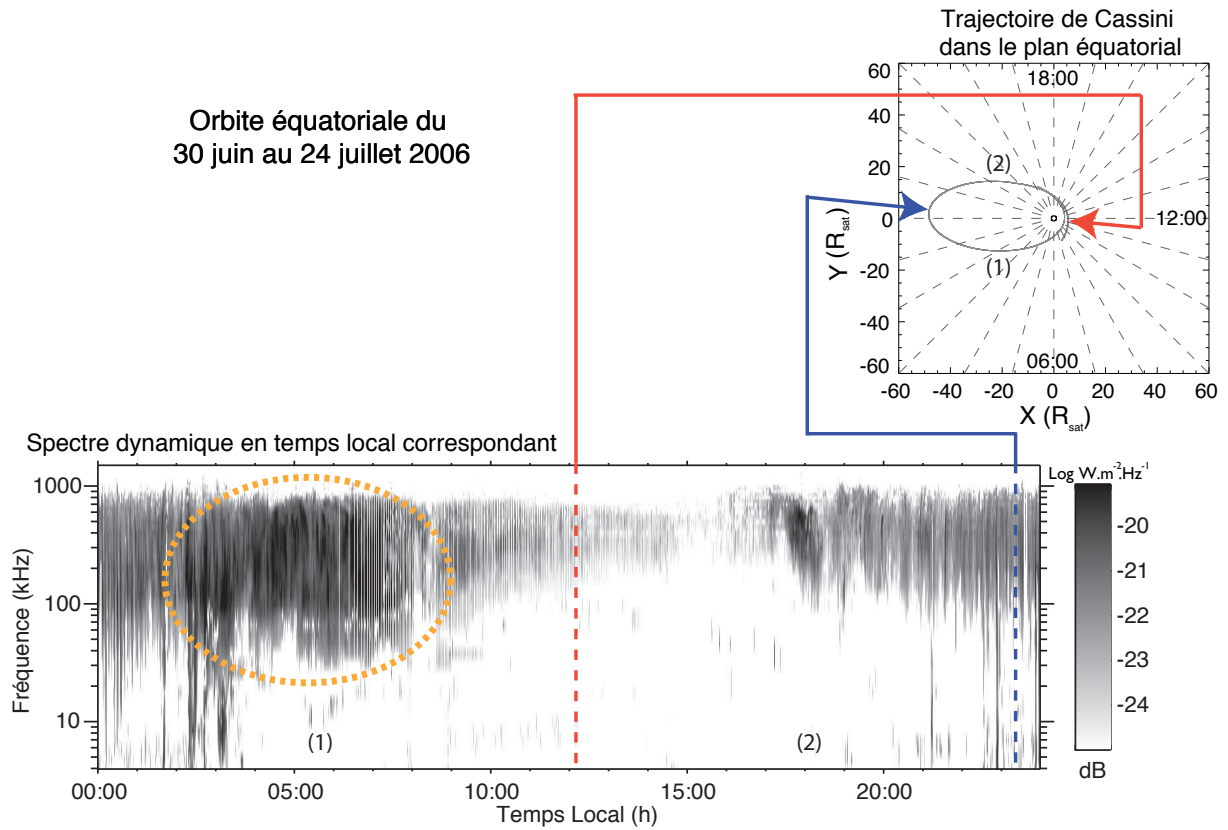 Trajectoire de Cassini
dans le plan équatorial
Orbite équatoriale du
30 juin au 24 juillet 2006
60
40
20
0
-20
-40
-60
Y (R_sat)
18:00
(2)
12:00
(1)
06:00
-60 -40 -20 0 20 40 60
X (R_sat)
Spectre dynamique en temps local correspondant
1000
100
10
Fréquence (kHz)
(1)
(2)
00:00 05:00 10:00 15:00 20:00
Temps Local (h)
Log W.m⁻².Hz⁻¹
-20
-21
-22
-23
-24
dB